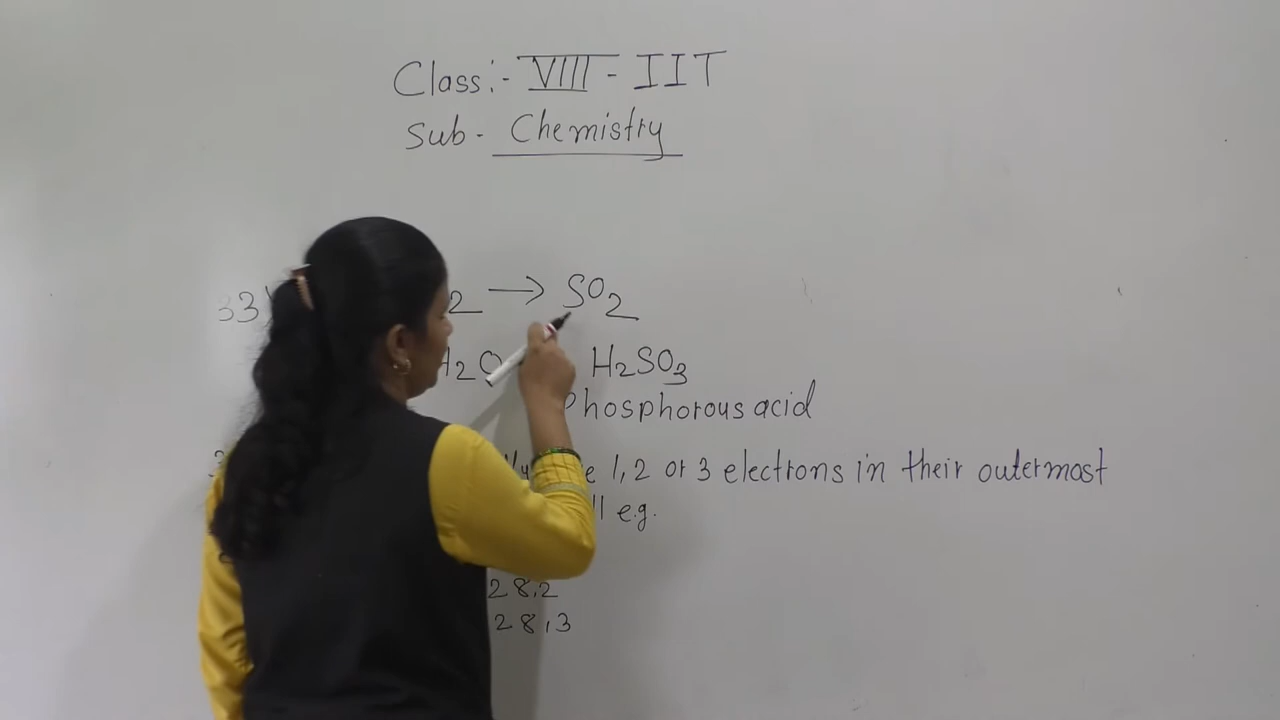 Class:- VIII - IIT
Sub - Chemistry
33) 2 → SO2
H2O H2SO3
Phosphorous acid
3 1, 2 or 3 electrons in their outermost
e.g.
2 8,2
2 8,3